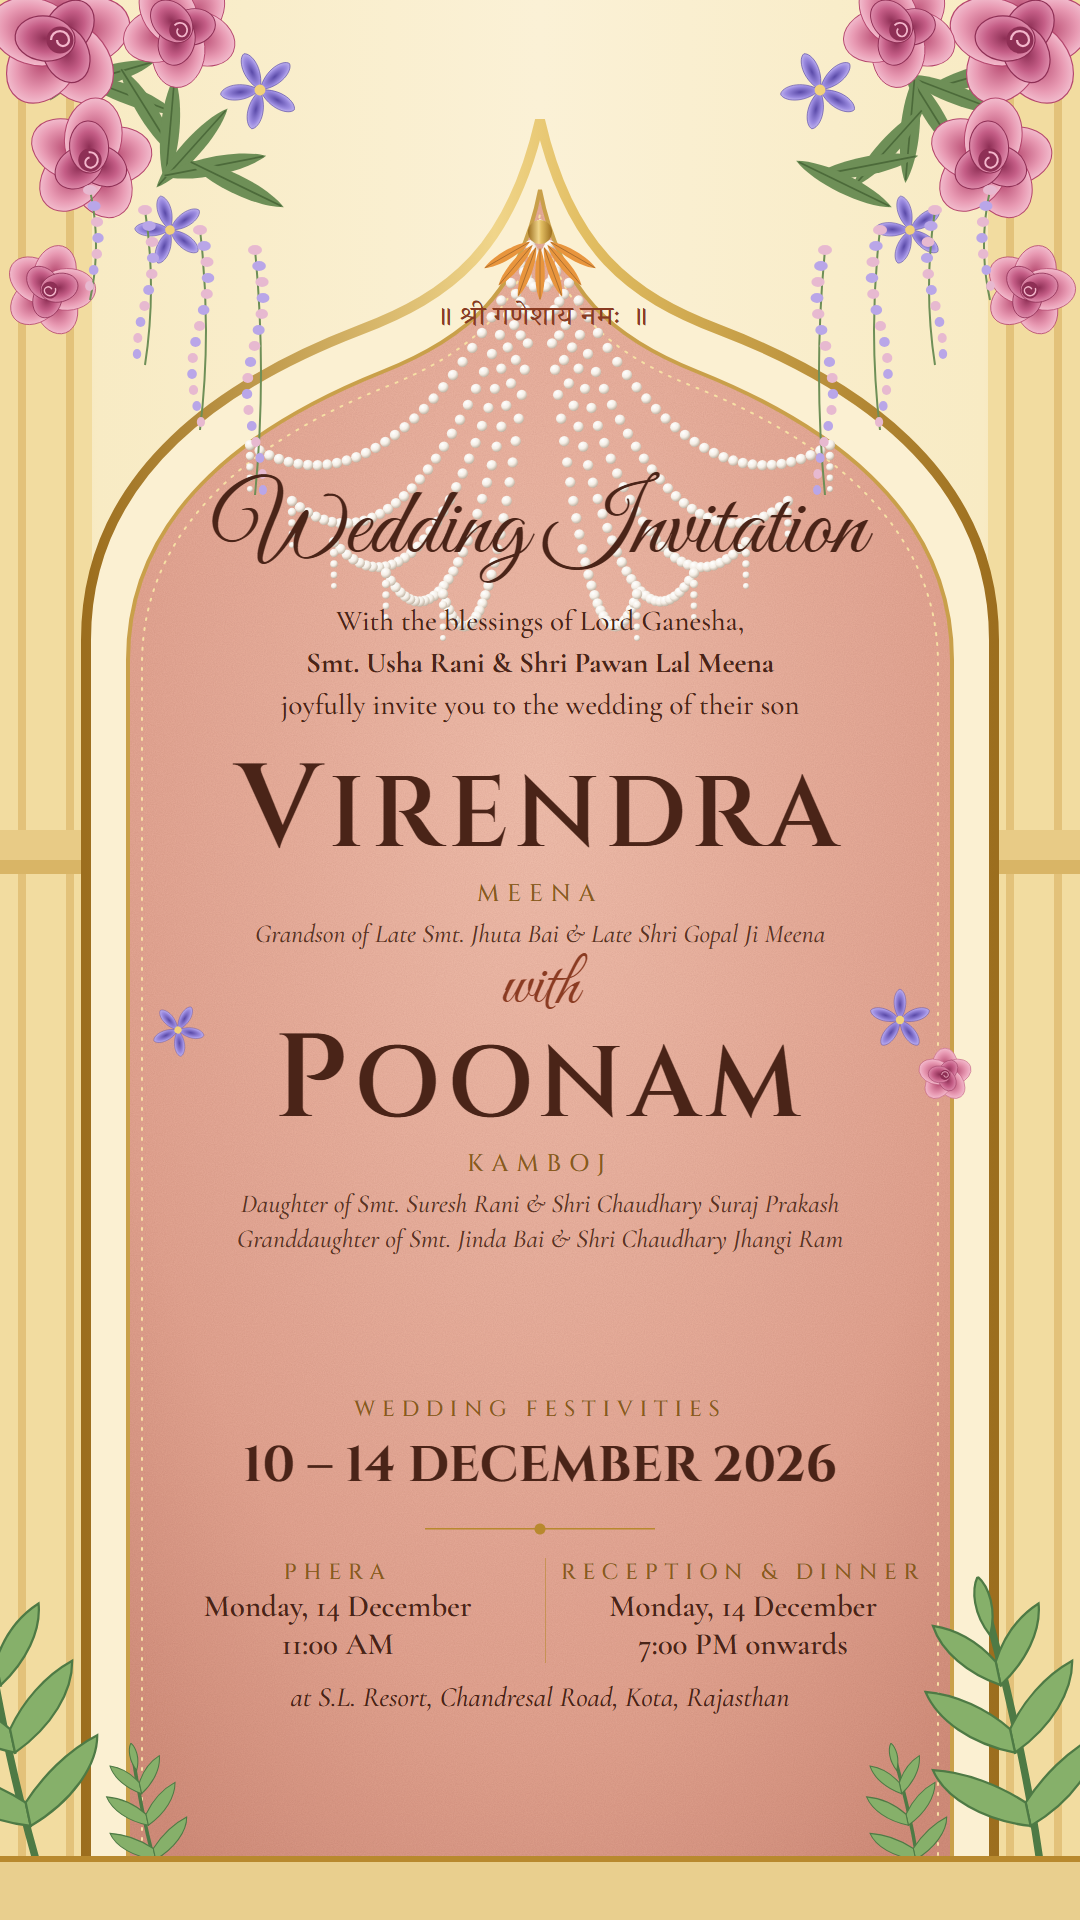 ॥ श्री गणेशाय नमः ॥
Wedding Invitation
With the blessings of Lord Ganesha,
Smt. Usha Rani & Shri Pawan Lal Meena
joyfully invite you to the wedding of their son
VIRENDRA
MEENA
Grandson of Late Smt. Jhuta Bai & Late Shri Gopal Ji Meena
with
POONAM
KAMBOJ
Daughter of Smt. Suresh Rani & Shri Chaudhary Suraj Prakash
Granddaughter of Smt. Jinda Bai & Shri Chaudhary Jhangi Ram
WEDDING FESTIVITIES
10 – 14 DECEMBER 2026
PHERA
Monday, 14 December
11:00 AM
RECEPTION & DINNER
Monday, 14 December
7:00 PM onwards
at S.L. Resort, Chandresal Road, Kota, Rajasthan